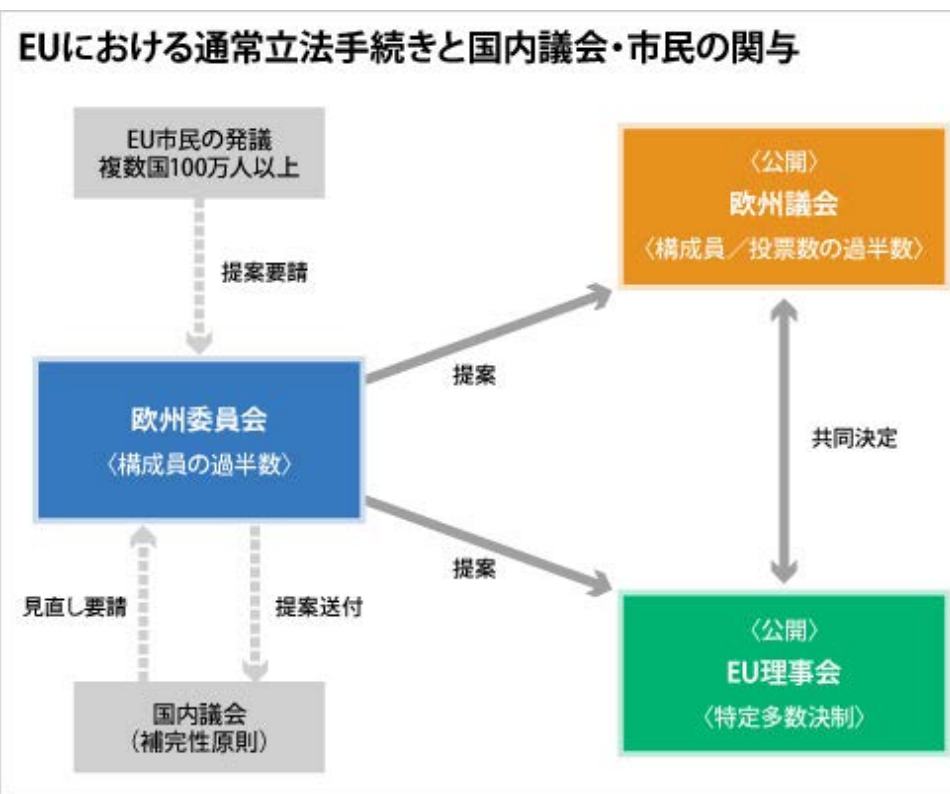 EUにおける通常立法手続きと国内議会・市民の関与
EU市民の発議
複数国100万人以上
提案要請
欧州委員会
〈構成員の過半数〉
見直し要請
提案送付
国内議会
（補完性原則）
提案
提案
〈公開〉
欧州議会
〈構成員／投票数の過半数〉
共同決定
〈公開〉
EU理事会
〈特定多数決制〉